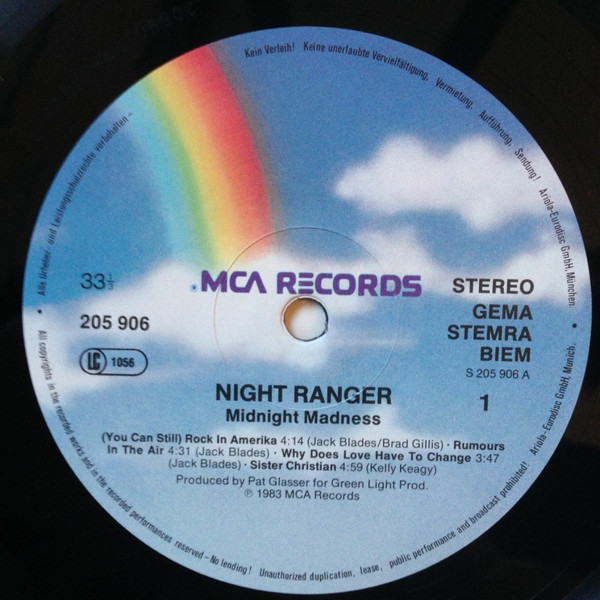 · Alle Urheber- und Leistungsschutzrechte vorbehalten – Kein Verleih! Keine unerlaubte Vervielfältigung, Vermietung, Aufführung, Sendung! Ariola-Eurodisc GmbH, München. ·
MCA RECORDS
33⅓
STEREO
205 906
GEMA
STEMRA
BIEM
LC 1056
S 205 906 A
1
NIGHT RANGER
Midnight Madness
(You Can Still) Rock In Amerika 4:14 (Jack Blades/Brad Gillis) · Rumours
In The Air 4:31 (Jack Blades) · Why Does Love Have To Change 3:47
(Jack Blades) · Sister Christian 4:59 (Kelly Keagy)
Produced by Pat Glasser for Green Light Prod.
℗ 1983 MCA Records
All copyrights in the recorded works and in the recorded performances reserved – No lending! Unauthorized duplication, lease, public performance and broadcast prohibited! Ariola-Eurodisc GmbH, Munich.